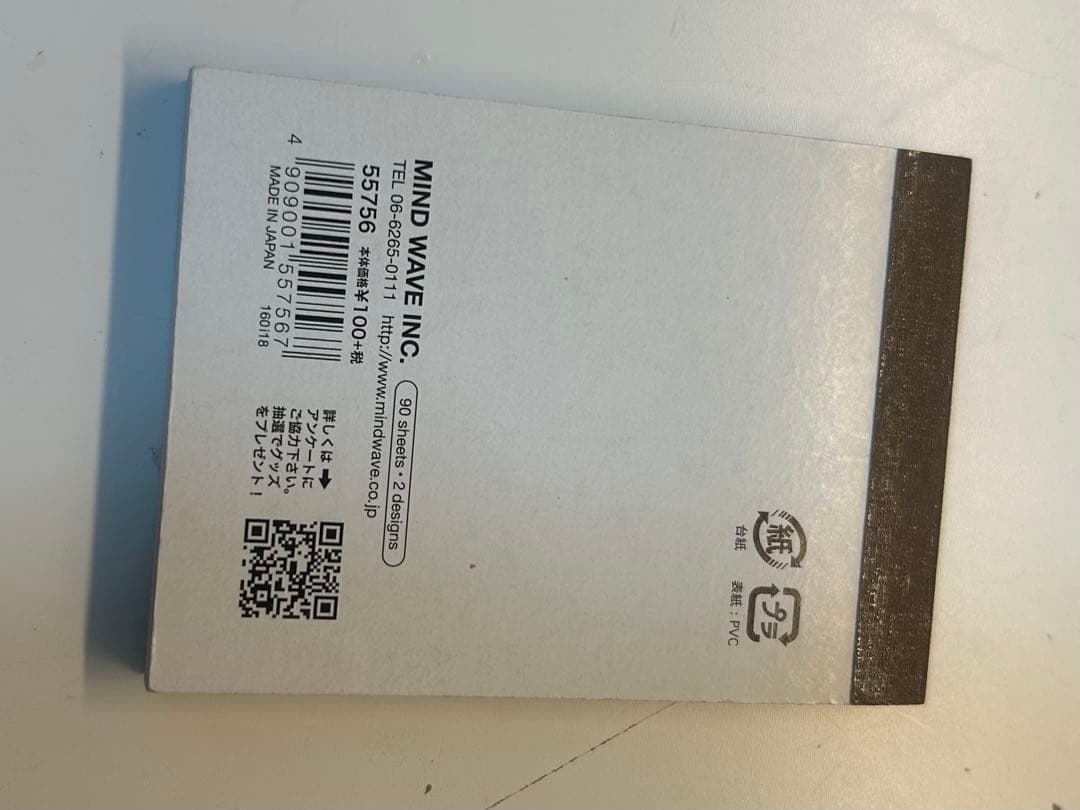 紙
台紙
プラ
表紙：PVC
90 sheets・2 designs
MIND WAVE INC.
TEL 06-6265-0111 http://www.mindwave.co.jp
55756 本体価格¥100+税
4 909001 557567
MADE IN JAPAN 160i18
詳しくは➡
アンケートに
ご協力下さい。
抽選でグッズ
をプレゼント！